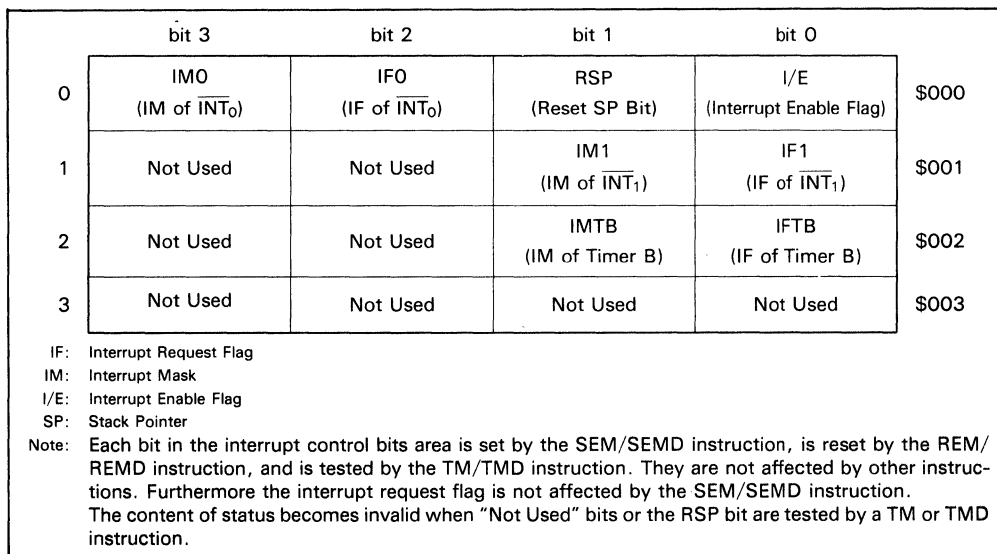 bit 3 bit 2 bit 1 bit 0
0 IM0 IF0 RSP I/E $000
(IM of INT₀) (IF of INT₀) (Reset SP Bit) (Interrupt Enable Flag)
1 Not Used Not Used IM1 IF1 $001
(IM of INT₁) (IF of INT₁)
2 Not Used Not Used IMTB IFTB $002
(IM of Timer B) (IF of Timer B)
3 Not Used Not Used Not Used Not Used $003
IF: Interrupt Request Flag
IM: Interrupt Mask
I/E: Interrupt Enable Flag
SP: Stack Pointer
Note: Each bit in the interrupt control bits area is set by the SEM/SEMD instruction, is reset by the REM/
REMD instruction, and is tested by the TM/TMD instruction. They are not affected by other instruc-
tions. Furthermore the interrupt request flag is not affected by the SEM/SEMD instruction.
The content of status becomes invalid when "Not Used" bits or the RSP bit are tested by a TM or TMD
instruction.